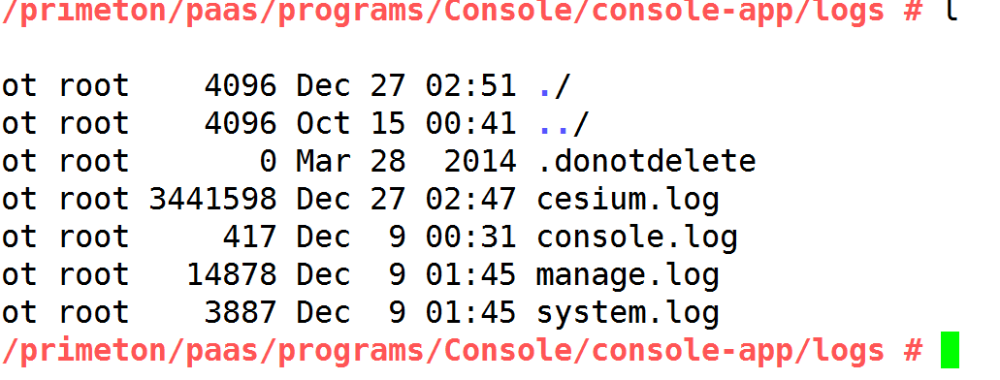 /primeton/paas/programs/Console/console-app/logs # l
ot root    4096 Dec 27 02:51 ./
ot root    4096 Oct 15 00:41 ../
ot root       0 Mar 28  2014 .donotdelete
ot root 3441598 Dec 27 02:47 cesium.log
ot root     417 Dec  9 00:31 console.log
ot root   14878 Dec  9 01:45 manage.log
ot root    3887 Dec  9 01:45 system.log
/primeton/paas/programs/Console/console-app/logs #